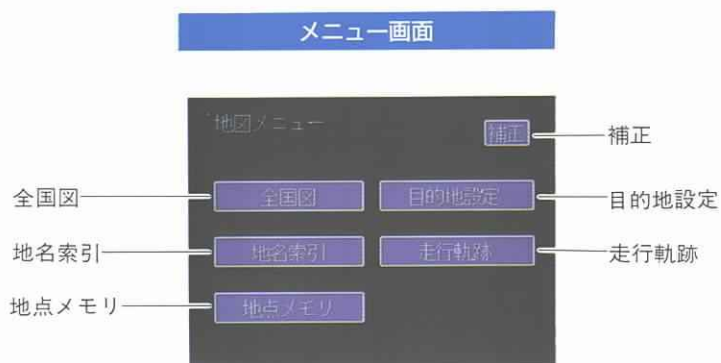 メニュー画面
地図メニュー
補正
補正
全国図
全国図
目的地設定
目的地設定
地名索引
地名索引
走行軌跡
走行軌跡
地点メモリ
地点メモリ